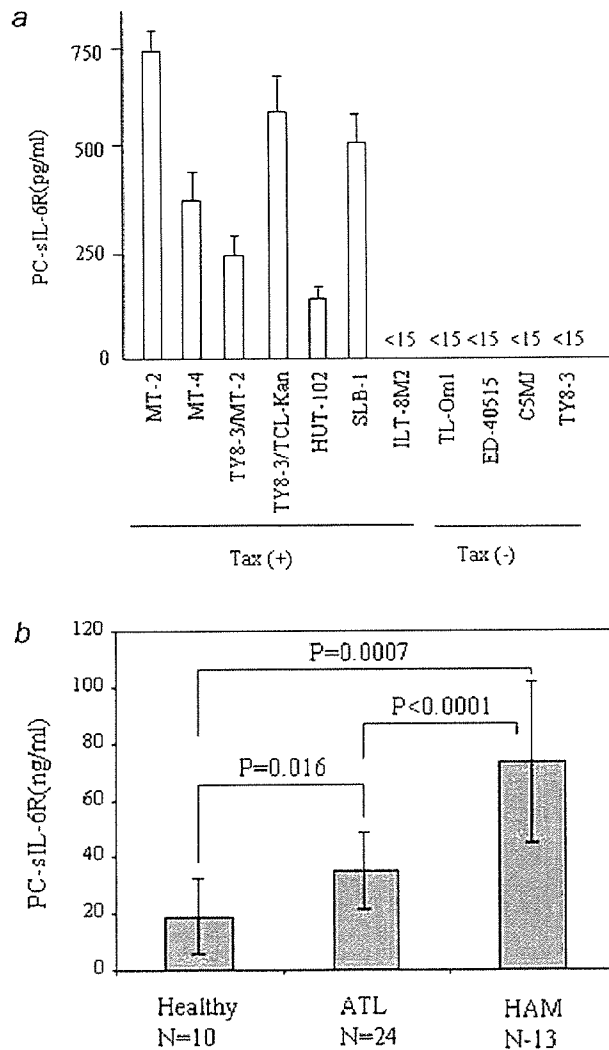 a
PC-sIL-6R(pg/ml)
750
500
250
0
<15 <15 <15 <15 <15
MT-2
MT-4
TY8-3/MT-2
TY8-3/TCL-Kan
HUT-102
SLB-1
ILT-8M2
TL-Om1
ED-40515
C5MJ
TY8-3
Tax (+)
Tax (-)
b
PC-sIL-6R(ng/ml)
120
100
80
60
40
20
0
P=0.0007
P<0.0001
P=0.016
Healthy ATL HAM
N=10 N=24 N-13